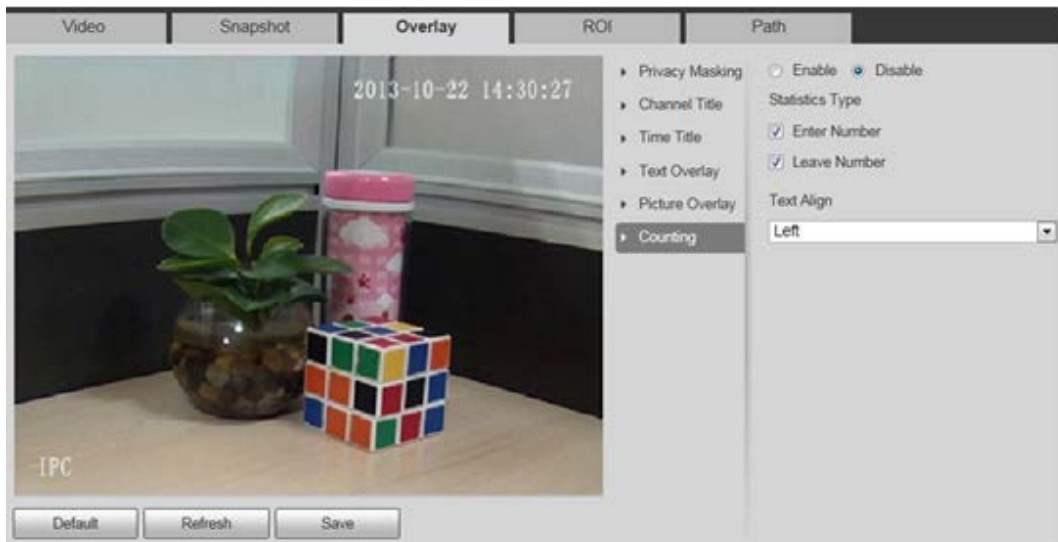 Video
Snapshot
Overlay
ROI
Path
2013-10-22 14:30:27
IPC
Privacy Masking
Channel Title
Time Title
Text Overlay
Picture Overlay
Counting
Enable
Disable
Statistics Type
Enter Number
Leave Number
Text Align
Left
Default
Refresh
Save